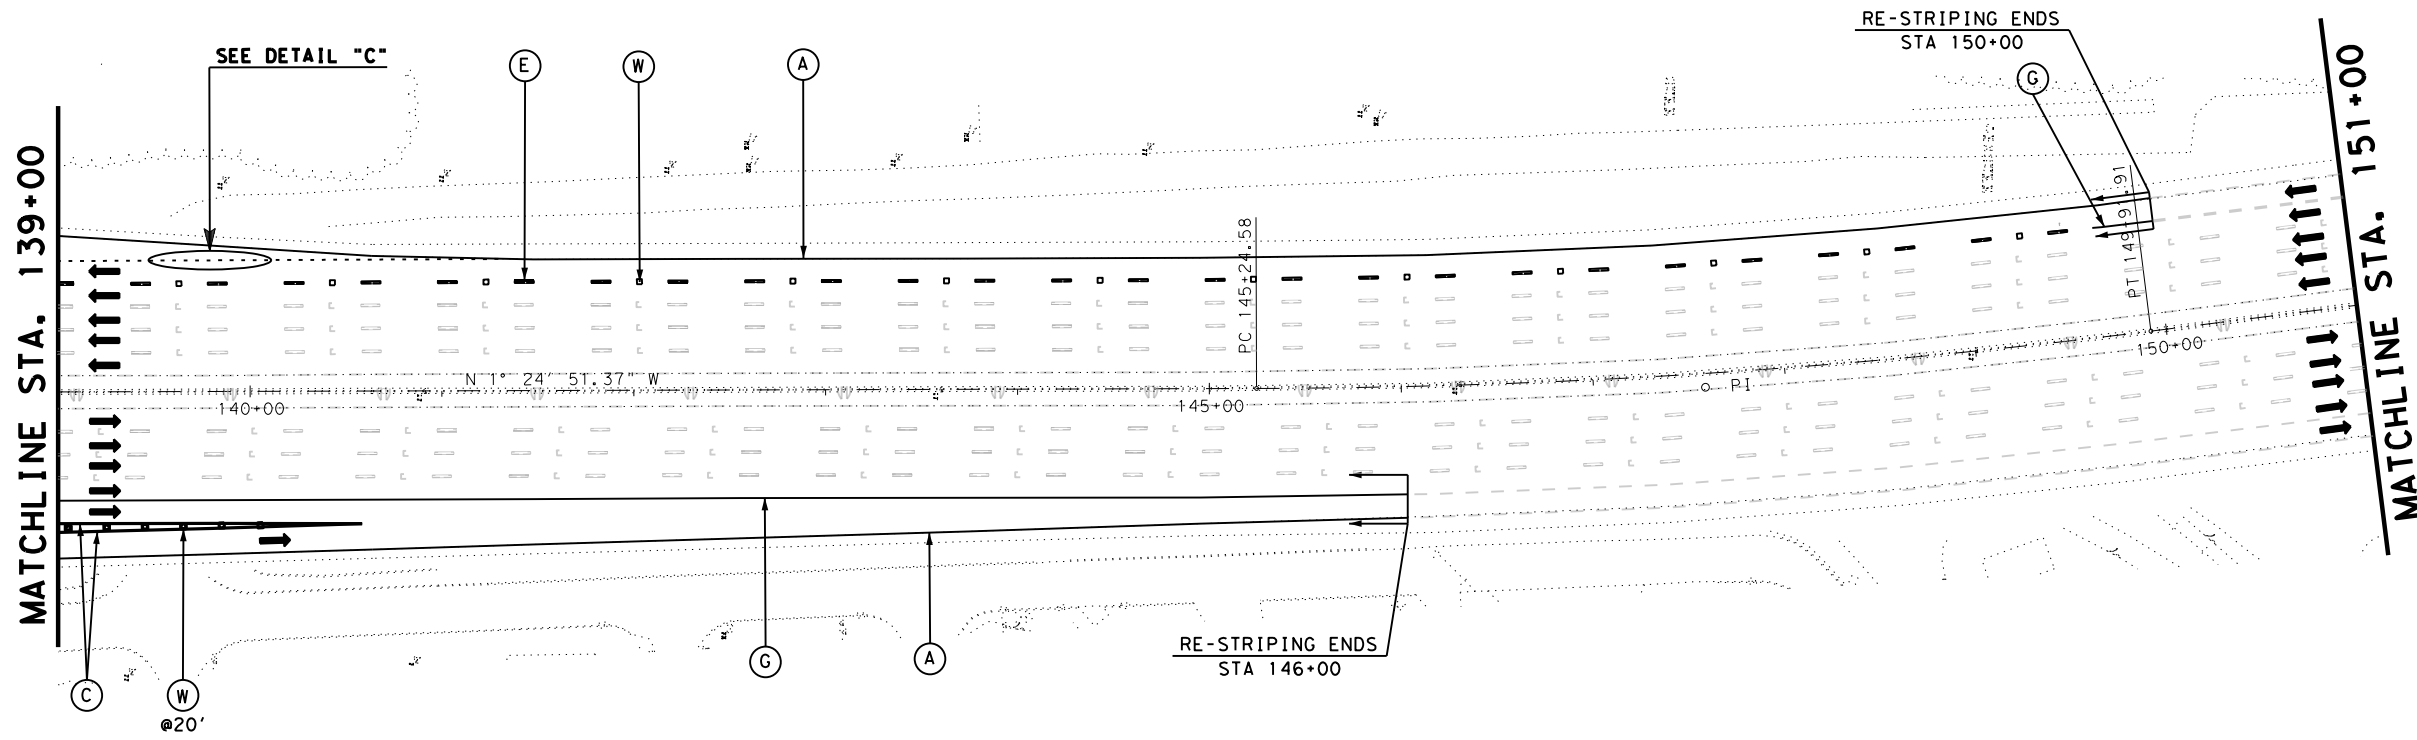 RE-STRIPING ENDS
STA 150+00
SEE DETAIL "C"
E
W
A
G
MATCHLINE STA. 139+00
MATCHLINE STA. 151+00
PC 145+24.58
PT 149+91.91
N 1° 24' 51.37" W
140+00
145+00
PI
150+00
RE-STRIPING ENDS
STA 146+00
C
W
@20'
G
A